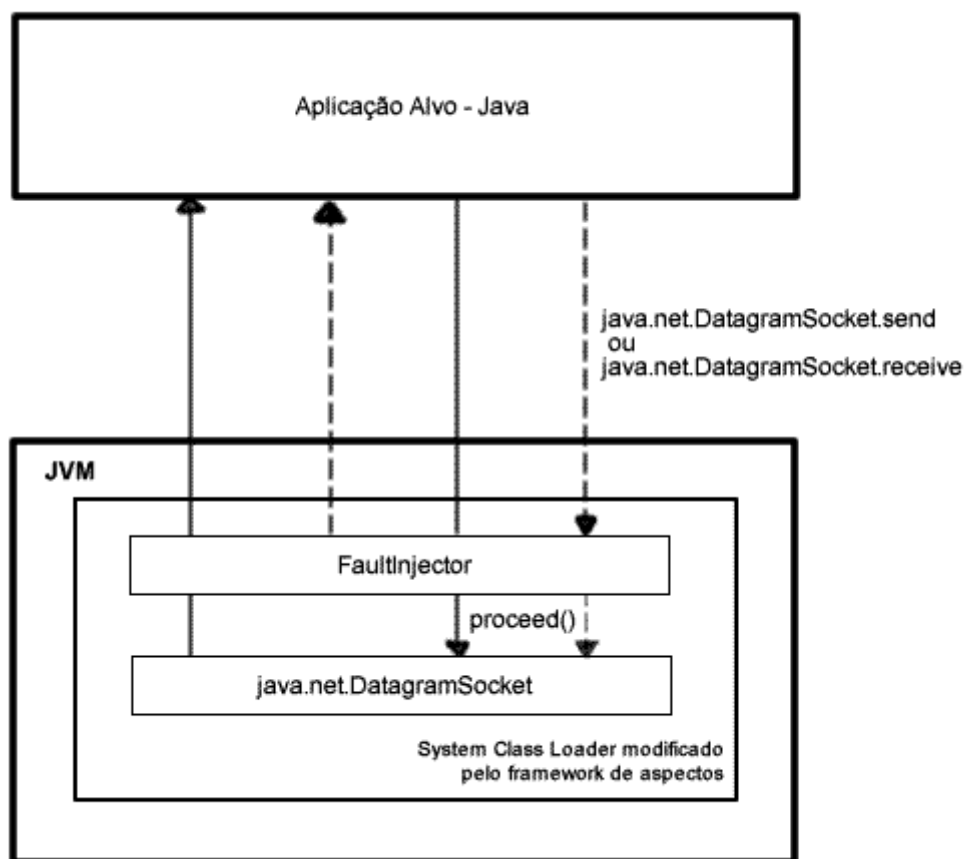 Aplicação Alvo - Java
java.net.DatagramSocket.send
ou
java.net.DatagramSocket.receive
JVM
FaultInjector
proceed()
java.net.DatagramSocket
System Class Loader modificado
pelo framework de aspectos